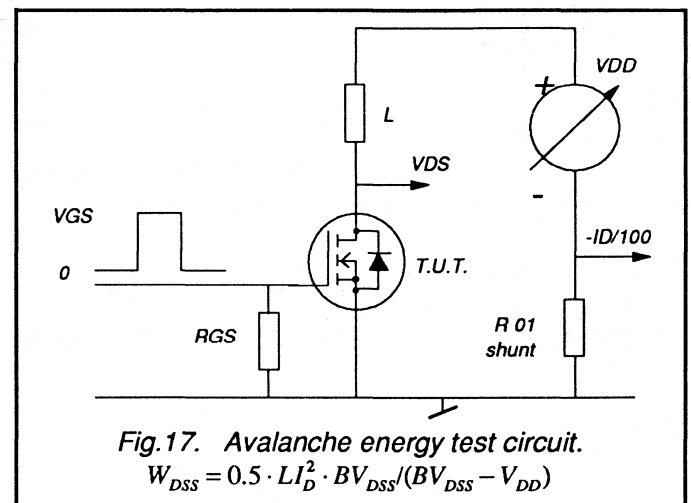 VDD
+
L
VDS
-
VGS
-ID/100
0
T.U.T.
RGS
R 01
shunt
Fig.17. Avalanche energy test circuit.
W_DSS = 0.5 · LI_D^2 · BV_DSS/(BV_DSS − V_DD)